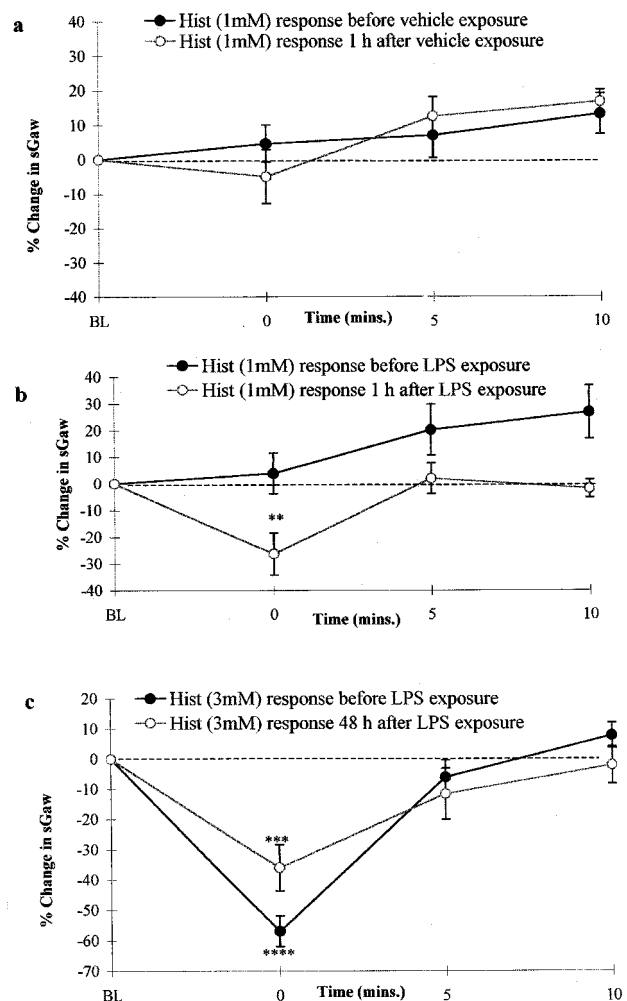 a
Hist (1mM) response before vehicle exposure
Hist (1mM) response 1 h after vehicle exposure
% Change in sGaw
40
30
20
10
0
-10
-20
-30
-40
BL
0
Time (mins.)
5
10
b
Hist (1mM) response before LPS exposure
Hist (1mM) response 1 h after LPS exposure
% Change in sGaw
40
30
20
10
0
-10
-20
-30
-40
**
BL
0
Time (mins.)
5
10
c
Hist (3mM) response before LPS exposure
Hist (3mM) response 48 h after LPS exposure
% Change in sGaw
20
10
0
-10
-20
-30
-40
-50
-60
-70
***
****
BL
0
Time (mins.)
5
10